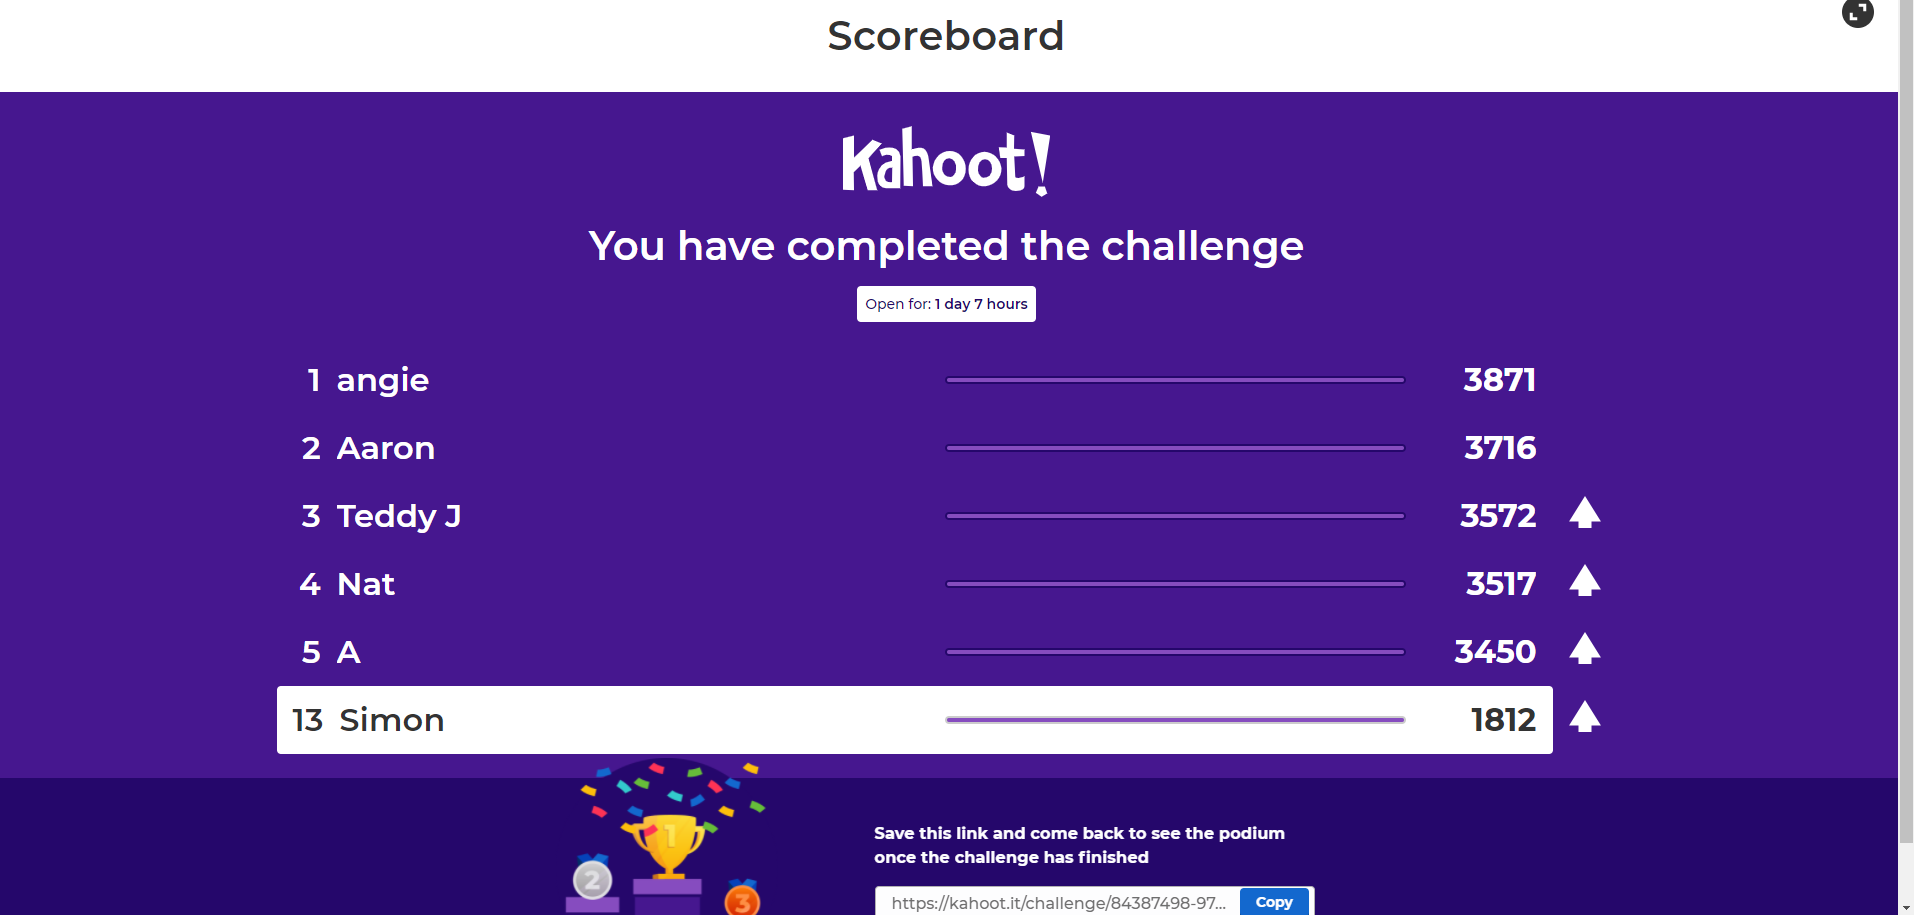 Scoreboard
Kahoot!
You have completed the challenge
Open for: 1 day 7 hours
1 angie 3871
2 Aaron 3716
3 Teddy J 3572
4 Nat 3517
5 A 3450
13 Simon 1812
1
2
3
Save this link and come back to see the podium
once the challenge has finished
https://kahoot.it/challenge/84387498-97... Copy